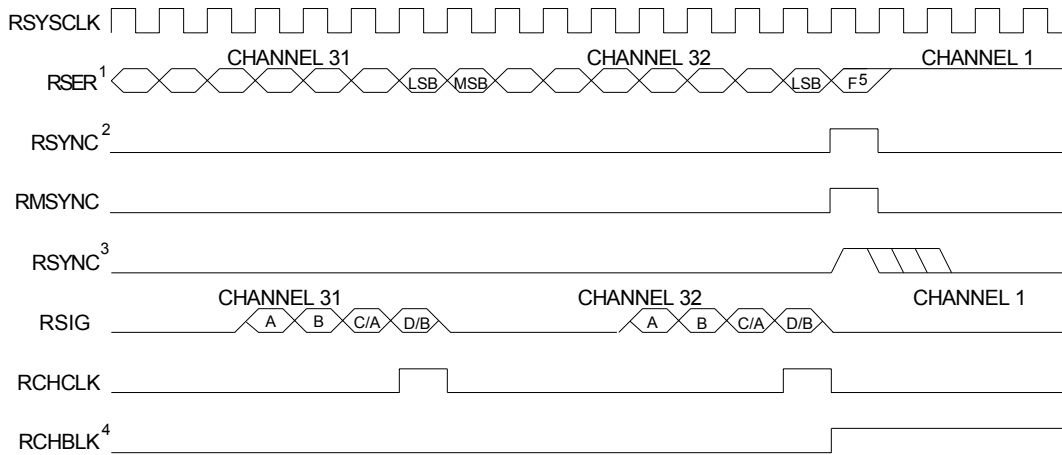 RSYSCLK
CHANNEL 31 CHANNEL 32 CHANNEL 1
RSER1 LSB MSB LSB F5
RSYNC2
RMSYNC
RSYNC3
CHANNEL 31 CHANNEL 32 CHANNEL 1
RSIG A B C/A D/B A B C/A D/B
RCHCLK
RCHBLK4